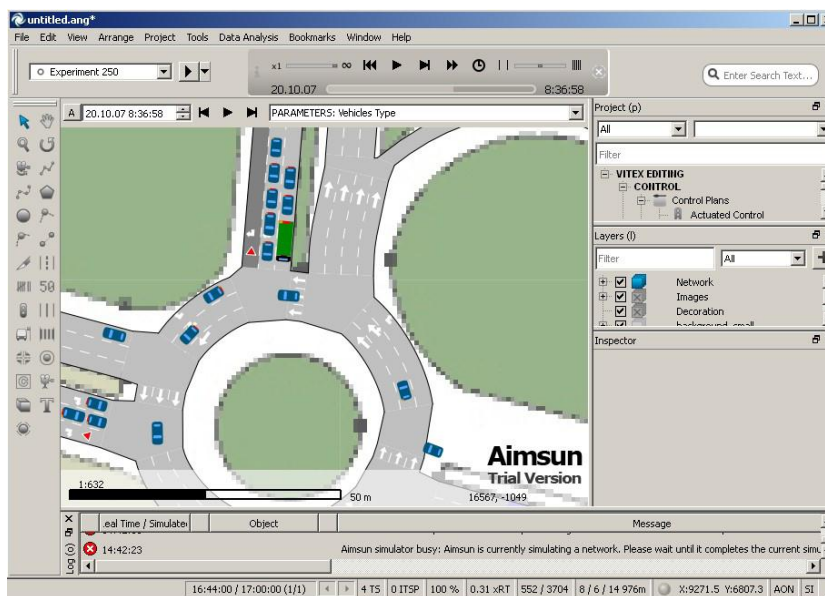 untitled.ang*
File Edit View Arrange Project Tools Data Analysis Bookmarks Window Help
Experiment 250
x1 ∞
20.10.07 8:36:58
Enter Search Text...
A 20.10.07 8:36:58 PARAMETERS: Vehicles Type
Project (p)
All
Filter
VITEX EDITING
CONTROL
Control Plans
Actuated Control
Layers (l)
Filter All
Network
Images
Decoration
Inspector
50
T
Aimsun
Trial Version
1:632
50 m 16567, -1049
Log (o)
eal Time / Simulate Object Message
14:42:23 Aimsun simulator busy: Aimsun is currently simulating a network. Please wait until it completes the current simu
16:44:00 / 17:00:00 (1/1) 4 TS 0 ITSP 100 % 0.31 xRT 552 / 3704 8 / 6 / 14 976m X:9271.5 Y:6807.3 AON SI